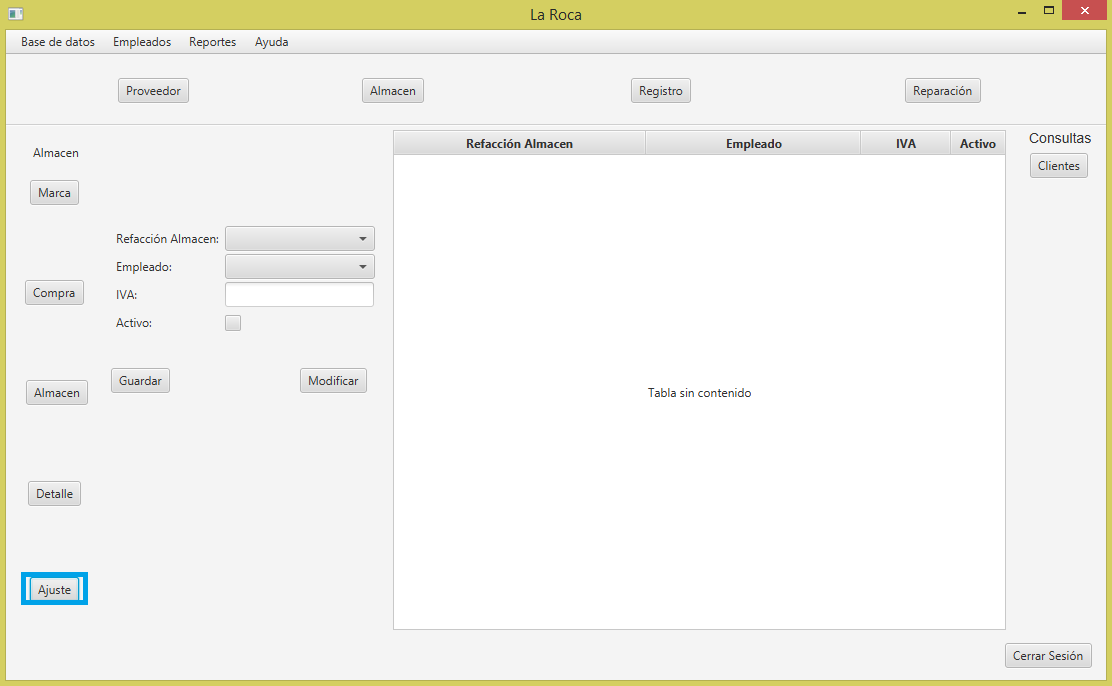 La Roca
Base de datos Empleados Reportes Ayuda
Proveedor Almacen Registro Reparación
Almacen
Marca
Compra
Almacen
Detalle
Ajuste
Refacción Almacen:
Empleado:
IVA:
Activo:
Guardar Modificar
Refacción Almacen Empleado IVA Activo
Tabla sin contenido
Consultas
Clientes
Cerrar Sesión